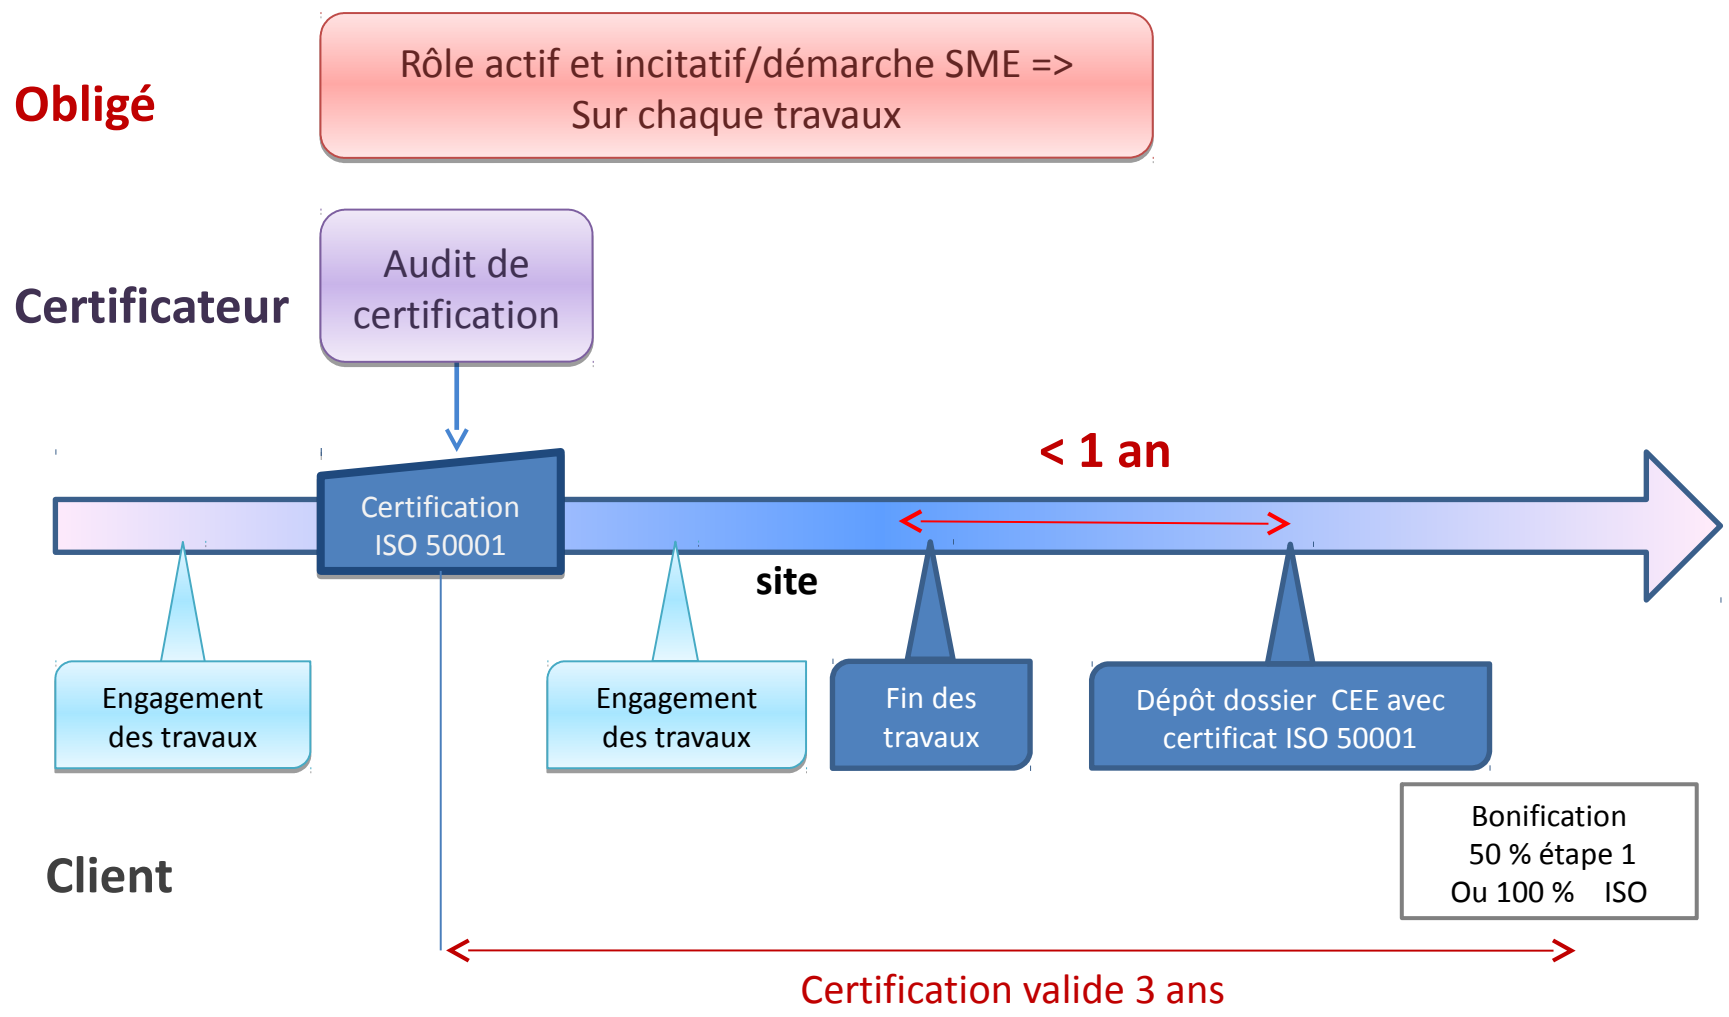 Rôle actif et incitatif/démarche SME =>
Sur chaque travaux
Obligé
Audit de
certification
Certificateur
< 1 an
Certification
ISO 50001
site
Engagement
des travaux
Engagement
des travaux
Fin des
travaux
Dépôt dossier CEE avec
certificat ISO 50001
Bonification
50 % étape 1
Ou 100 % ISO
Client
Certification valide 3 ans